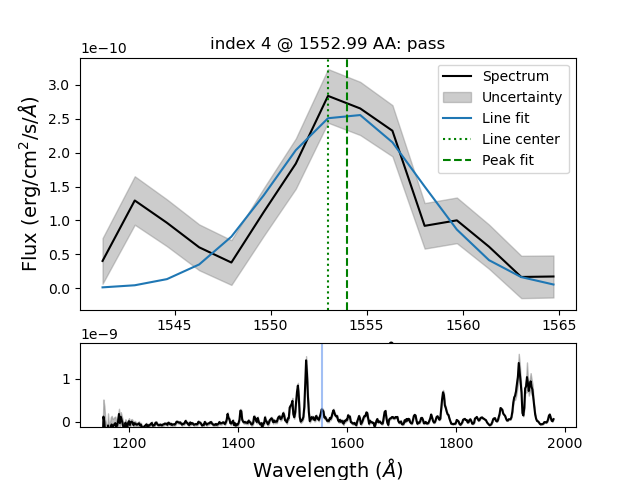 index 4 @ 1552.99 AA: pass
1e−10
Flux (erg/cm²/s/Å)
3.0
2.5
2.0
1.5
1.0
0.5
0.0
Spectrum
Uncertainty
Line fit
Line center
Peak fit
1545
1550
1555
1560
1565
1e−9
1
0
1200
1400
1600
1800
2000
Wavelength (Å)